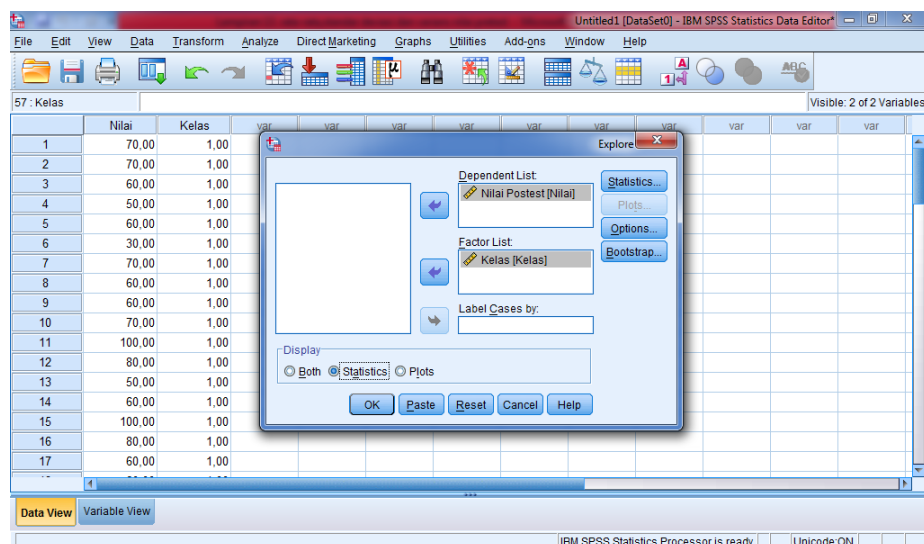 Untitled1 [DataSet0] - IBM SPSS Statistics Data Editor*
File Edit View Data Transform Analyze Direct Marketing Graphs Utilities Add-ons Window Help
57 : Kelas
Visible: 2 of 2 Variables
Nilai Kelas var var var var var var var var var var
1 70,00 1,00
2 70,00 1,00
3 60,00 1,00
4 50,00 1,00
5 60,00 1,00
6 30,00 1,00
7 70,00 1,00
8 60,00 1,00
9 60,00 1,00
10 70,00 1,00
11 100,00 1,00
12 80,00 1,00
13 50,00 1,00
14 60,00 1,00
15 100,00 1,00
16 80,00 1,00
17 60,00 1,00
Explore
Dependent List:
Nilai Postest [Nilai]
Factor List:
Kelas [Kelas]
Label Cases by:
Statistics...
Plots...
Options...
Bootstrap...
Display
Both Statistics Plots
OK Paste Reset Cancel Help
Data View Variable View
IBM SPSS Statistics Processor is ready Unicode:ON